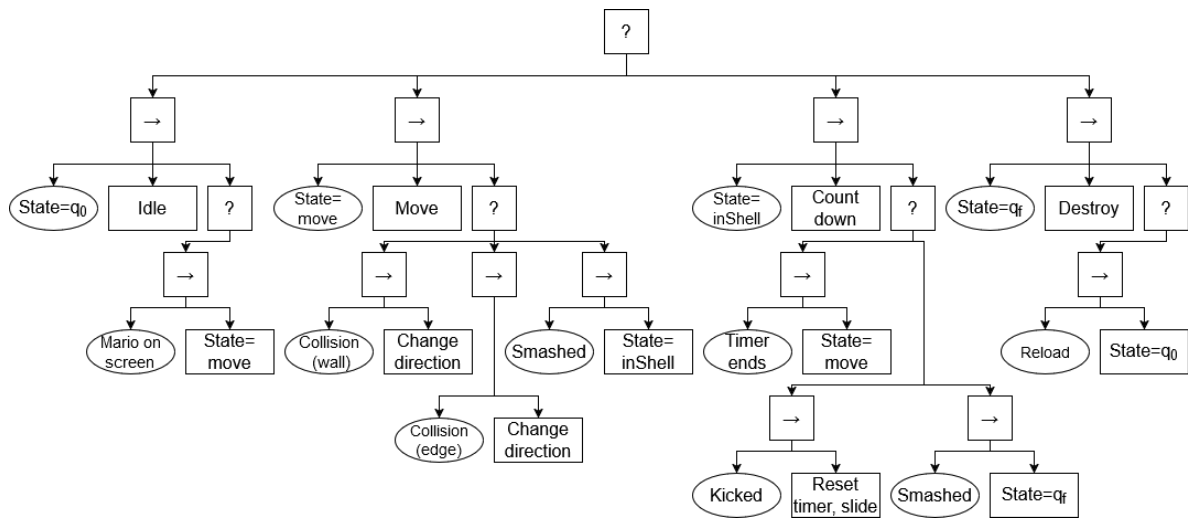 ?
→ → → →
State=q₀ Idle ?
State=
move
Move ?
State=
inShell
Count
down
?
State=qf Destroy ?
→ → → → → →
Mario on
screen
State=
move
Collision
(wall)
Change
direction
Smashed
State=
inShell
Timer
ends
State=
move
Reload State=q₀
Collision
(edge)
Change
direction
→ →
Kicked
Reset
timer, slide
Smashed State=qf